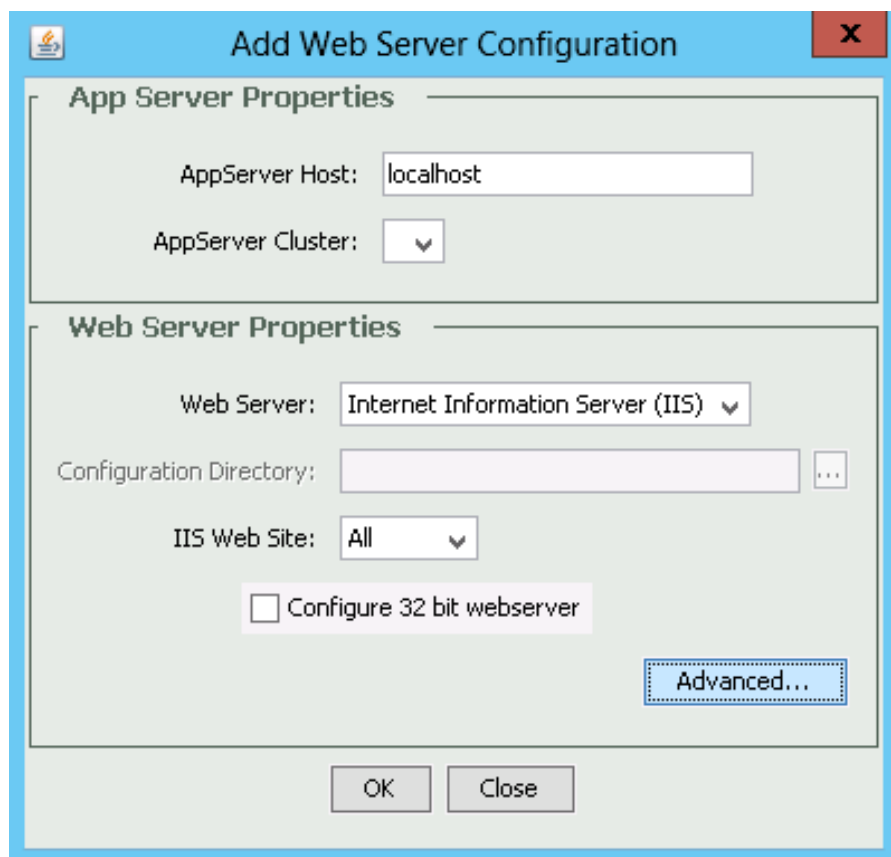 Add Web Server Configuration
x
App Server Properties
AppServer Host: localhost
AppServer Cluster:
Web Server Properties
Web Server: Internet Information Server (IIS)
Configuration Directory: ...
IIS Web Site: All
Configure 32 bit webserver
Advanced...
OK Close